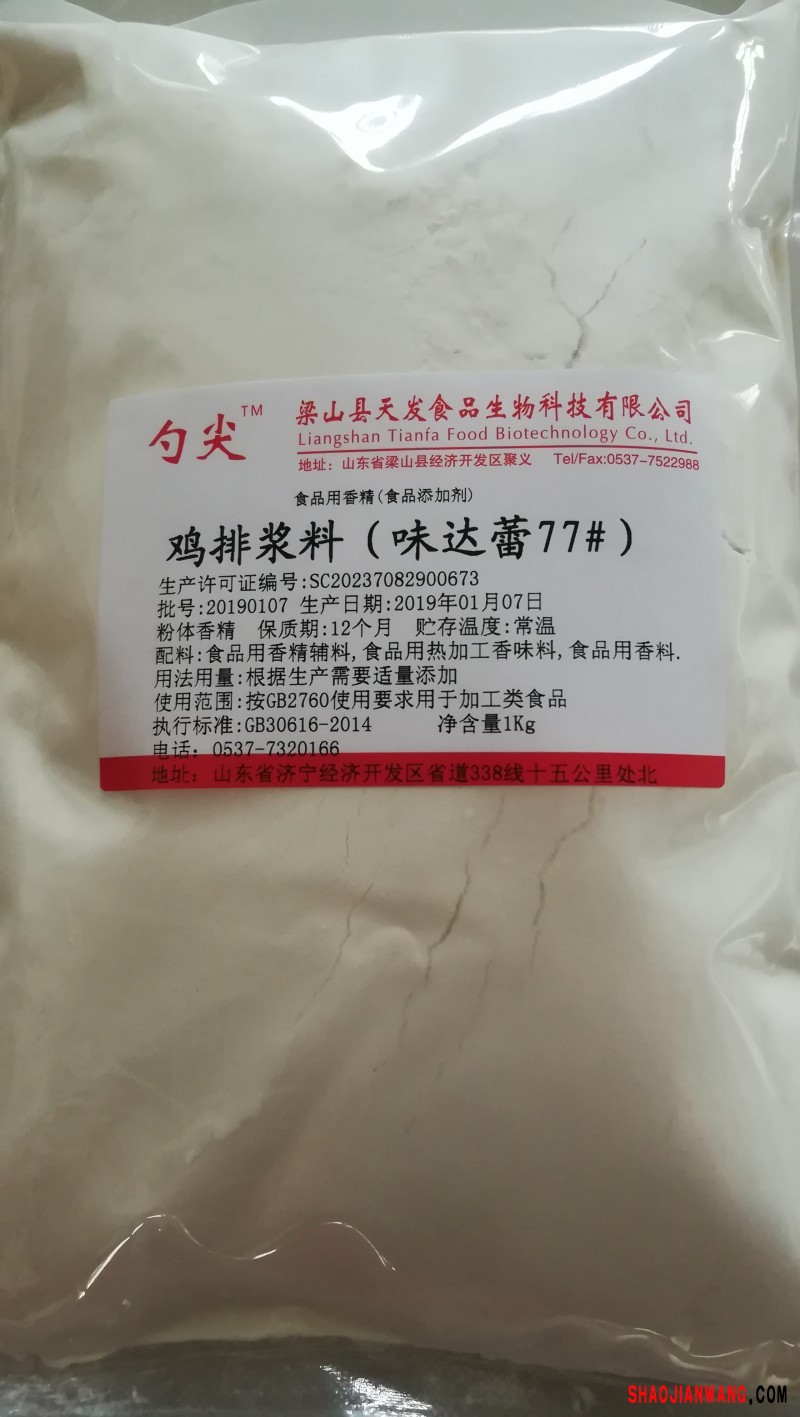 勺尖™
梁山县天发食品生物科技有限公司
Liangshan Tianfa Food Biotechnology Co., Ltd.
地址：山东省梁山县经济开发区聚义 Tel/Fax:0537-7522988
食品用香精(食品添加剂)
鸡排浆料(味达蕾77#)
生产许可证编号:SC20237082900673
批号:20190107 生产日期:2019年01月07日
粉体香精 保质期:12个月 贮存温度:常温
配料:食品用香精辅料,食品用热加工香味料,食品用香料.
用法用量:根据生产需要适量添加
使用范围:按GB2760使用要求用于加工类食品
执行标准:GB30616-2014 净含量1Kg
电话：0537-7320166
地址：山东省济宁经济开发区省道338线十五公里处北
SHAOJIANWANG.COM